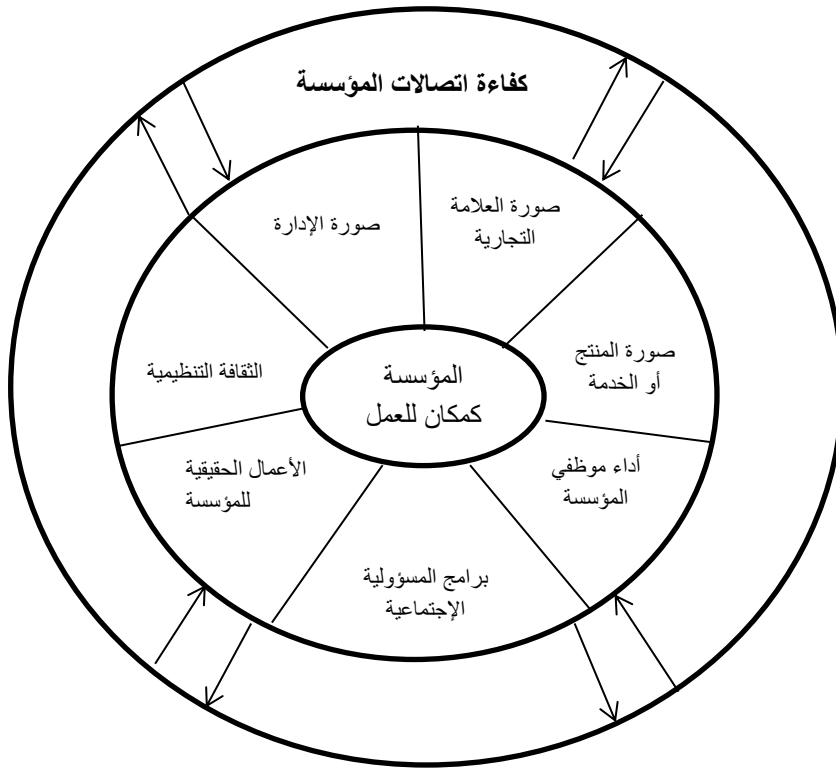 كفاءة اتصالات المؤسسة
صورة العلامة
التجارية
صورة الإدارة
صورة المنتج
أو الخدمة
المؤسسة
كمكان للعمل
الثقافة التنظيمية
أداء موظفي
المؤسسة
الأعمال الحقيقية
للمؤسسة
برامج المسؤولية
الإجتماعية